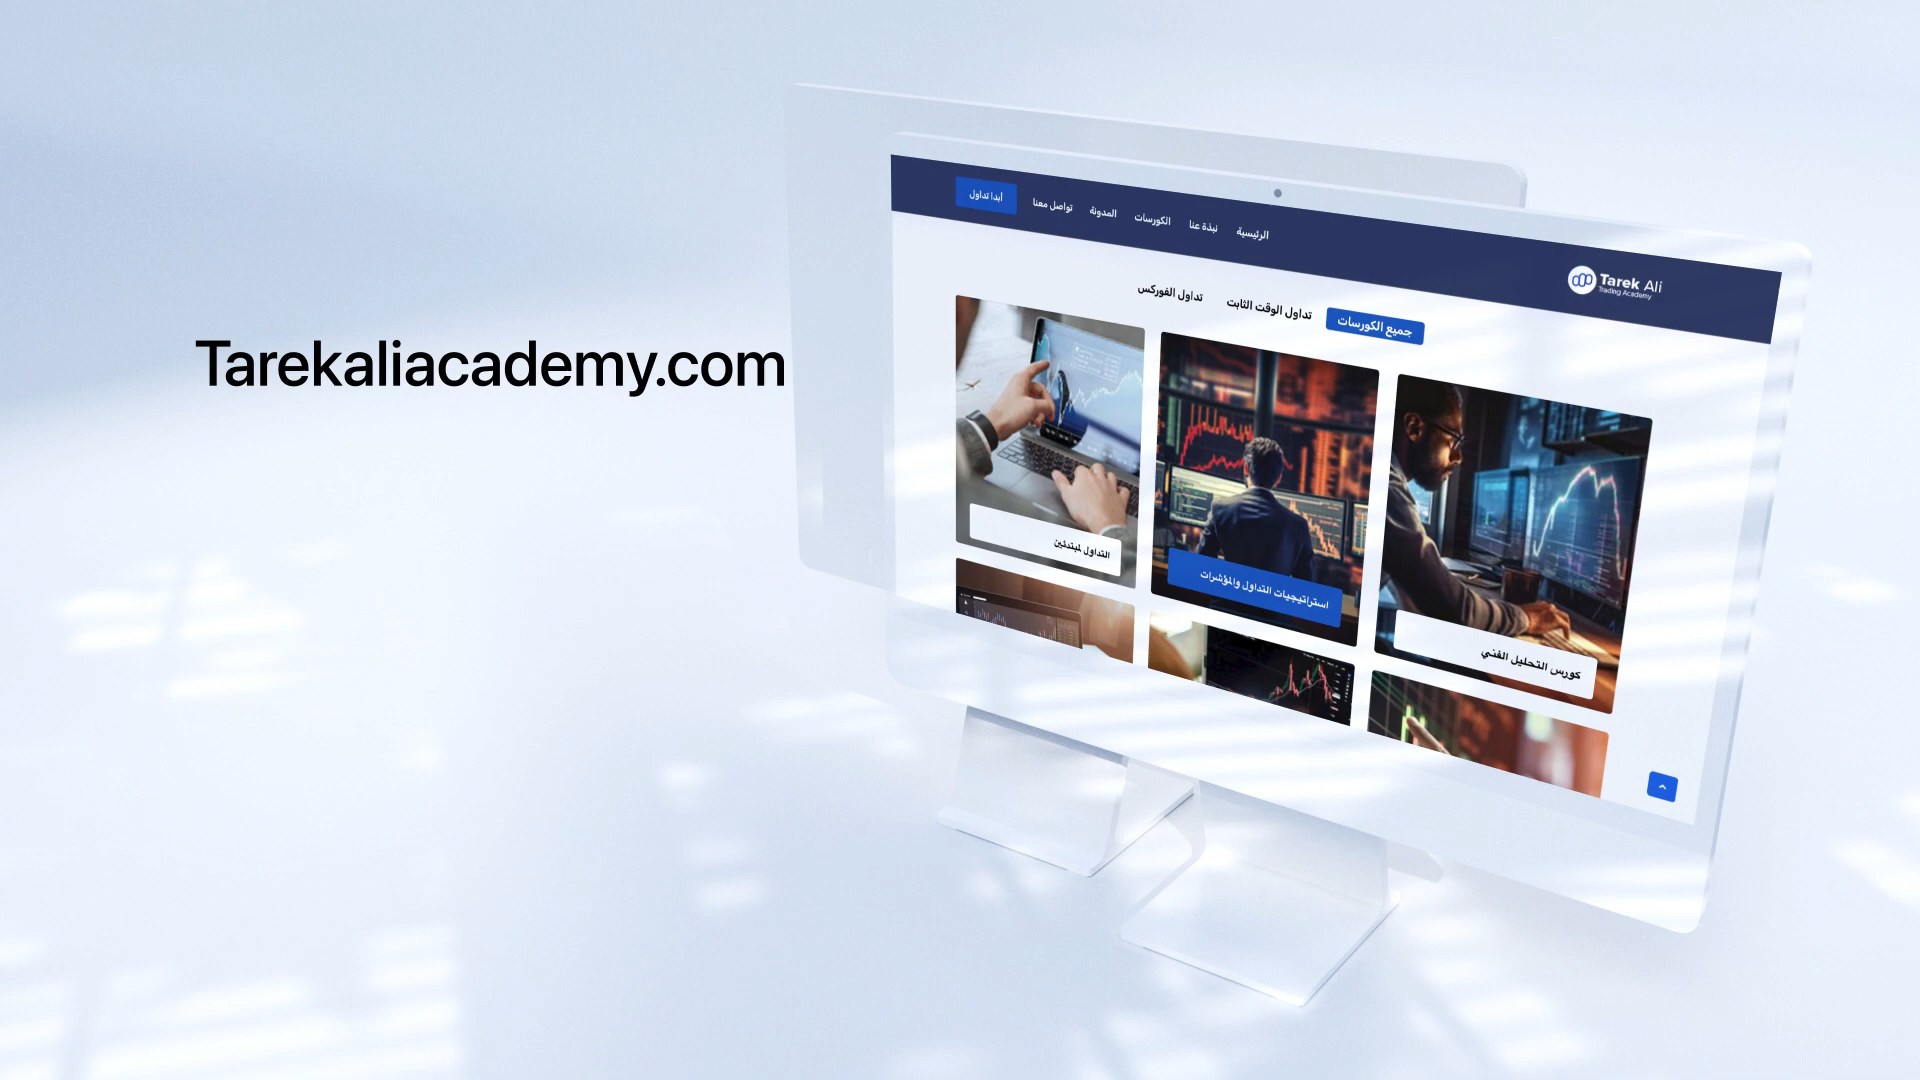 Tarekaliacademy.com
Tarek Ali
Trading Academy
الرئيسية
نبذة عنا
الكورسات
المدونة
تواصل معنا
أبدا تداول
جميع الكورسات
تداول الوقت الثابت
تداول الفوركس
كورس التحليل الفني
استراتيجيات التداول والمؤشرات
التداول لمبتدئين